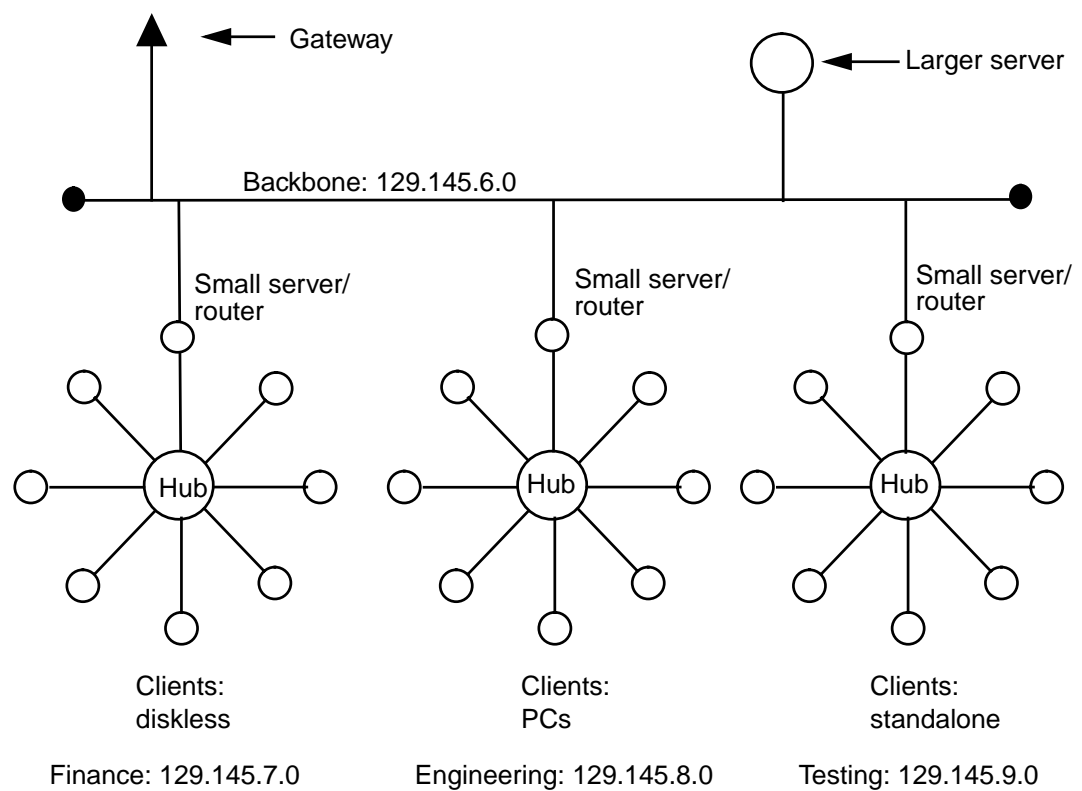 Gateway
Larger server
Backbone: 129.145.6.0
Small server/
router
Small server/
router
Small server/
router
Hub
Hub
Hub
Clients:
diskless
Clients:
PCs
Clients:
standalone
Finance: 129.145.7.0
Engineering: 129.145.8.0
Testing: 129.145.9.0